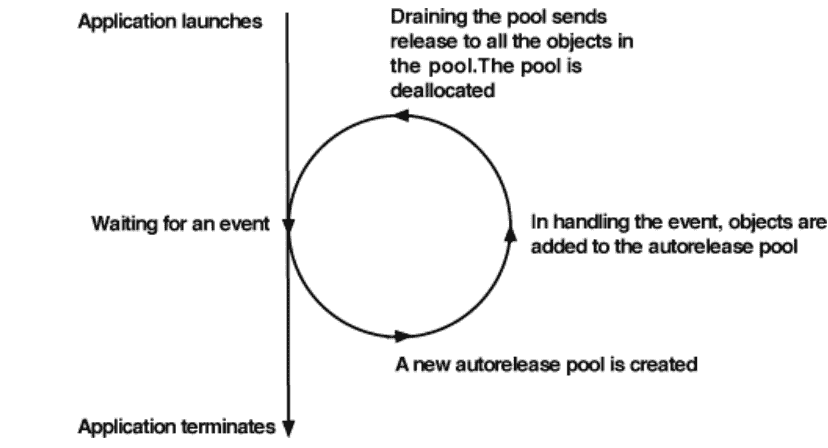 Application launches
Draining the pool sends
release to all the objects in
the pool.The pool is
deallocated
Waiting for an event
In handling the event, objects are
added to the autorelease pool
A new autorelease pool is created
Application terminates